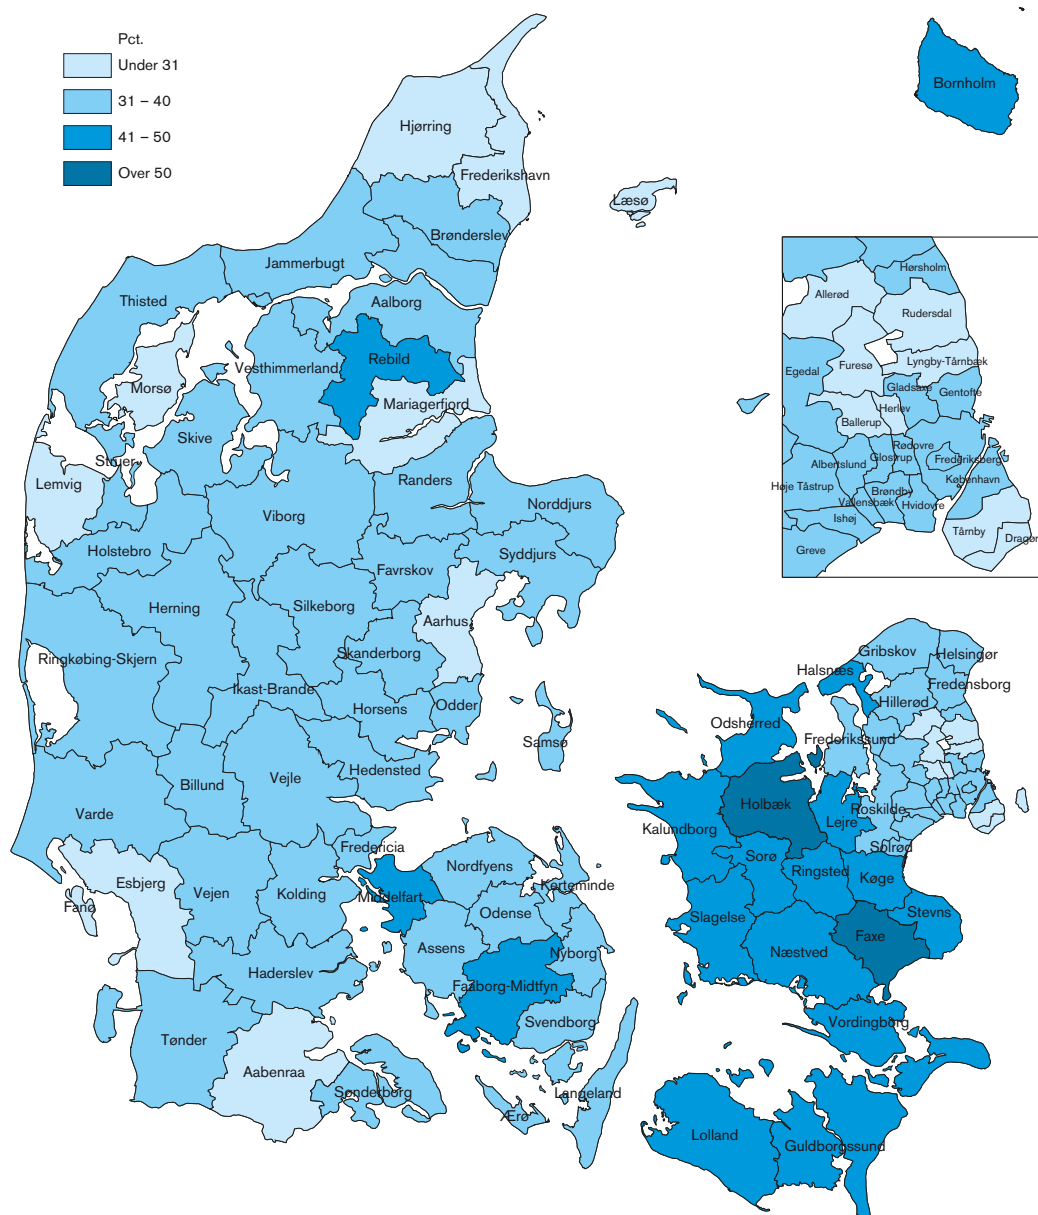 Pct.
Under 31
31 – 40
41 – 50
Over 50
Bornholm
Hjørring
Frederikshavn
Læsø
Brønderslev
Jammerbugt
Thisted
Aalborg
Vesthimmerland
Rebild
Morsø
Mariagerfjord
Skive
Struer
Lemvig
Randers
Norddjurs
Viborg
Holstebro
Syddjurs
Favrskov
Herning
Silkeborg
Aarhus
Skanderborg
Ringkøbing-Skjern
Ikast-Brande
Horsens
Odder
Samsø
Hedensted
Vejle
Billund
Varde
Fredericia
Esbjerg
Vejen
Kolding
Fanø
Haderslev
Tønder
Aabenraa
Sønderborg
Middelfart
Nordfyens
Kerteminde
Odense
Assens
Nyborg
Faaborg-Midtfyn
Svendborg
Langeland
Ærø
Hørsholm
Allerød
Rudersdal
Lyngby-Tårnbæk
Furesø
Egedal
Gladsaxe
Gentofte
Herlev
Ballerup
Rødovre
Glostrup
Frederiksberg
Albertslund
København
Høje Tåstrup
Brøndby
Vallensbæk
Hvidovre
Ishøj
Tårnby
Dragør
Greve
Gribskov
Helsingør
Halsnæs
Fredensborg
Hillerød
Odsherred
Frederikssund
Holbæk
Roskilde
Lejre
Kalundborg
Solrød
Sorø
Ringsted
Køge
Slagelse
Stevns
Faxe
Næstved
Vordingborg
Lolland
Guldborgssund